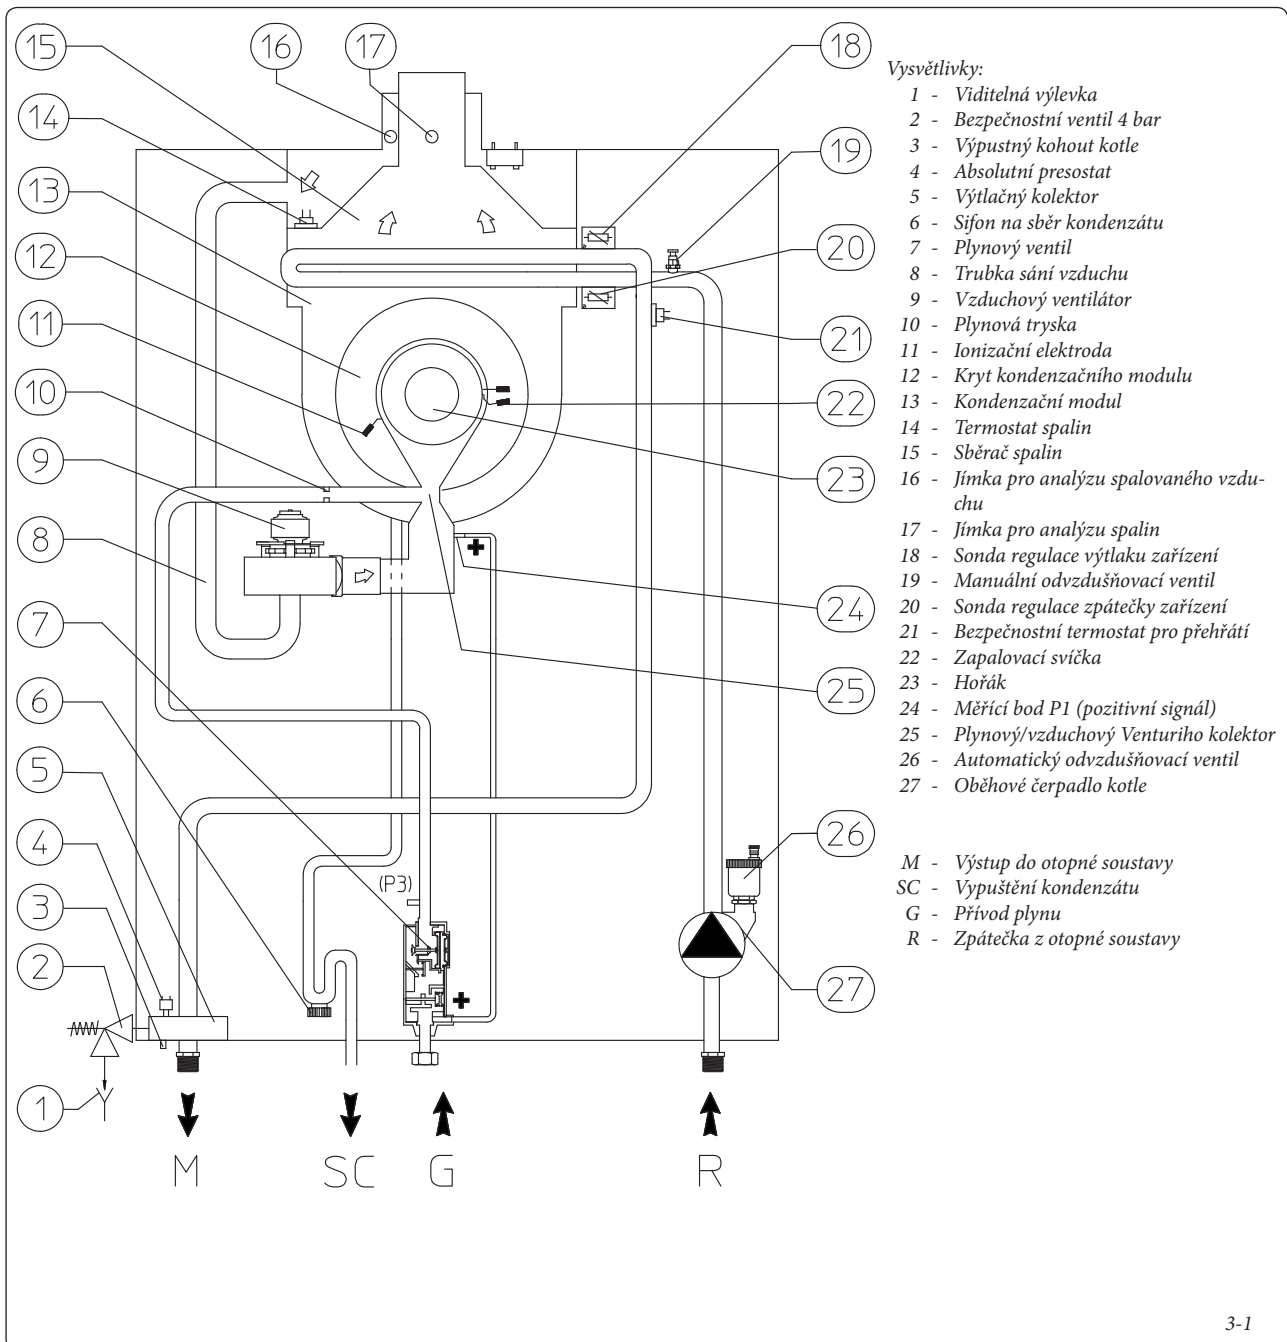 15
16
17
18
14
19
13
20
12
11
21
10
22
9
23
8
24
7
25
6
5
4
(P3)
26
3
2
27
1
M
SC
G
R
Vysvětlivky:
1 - Viditelná výlevka
2 - Bezpečnostní ventil 4 bar
3 - Výpustný kohout kotle
4 - Absolutní presostat
5 - Výtlačný kolektor
6 - Sifon na sběr kondenzátu
7 - Plynový ventil
8 - Trubka sání vzduchu
9 - Vzduchový ventilátor
10 - Plynová tryska
11 - Ionizační elektroda
12 - Kryt kondenzačního modulu
13 - Kondenzační modul
14 - Termostat spalin
15 - Sběrač spalin
16 - Jímka pro analýzu spalovaného vzdu-
chu
17 - Jímka pro analýzu spalin
18 - Sonda regulace výtlaku zařízení
19 - Manuální odvzdušňovací ventil
20 - Sonda regulace zpátečky zařízení
21 - Bezpečnostní termostat pro přehřátí
22 - Zapalovací svíčka
23 - Hořák
24 - Měřící bod P1 (pozitivní signál)
25 - Plynový/vzduchový Venturiho kolektor
26 - Automatický odvzdušňovací ventil
27 - Oběhové čerpadlo kotle
M - Výstup do otopné soustavy
SC - Vypuštění kondenzátu
G - Přívod plynu
R - Zpátečka z otopné soustavy
3-1